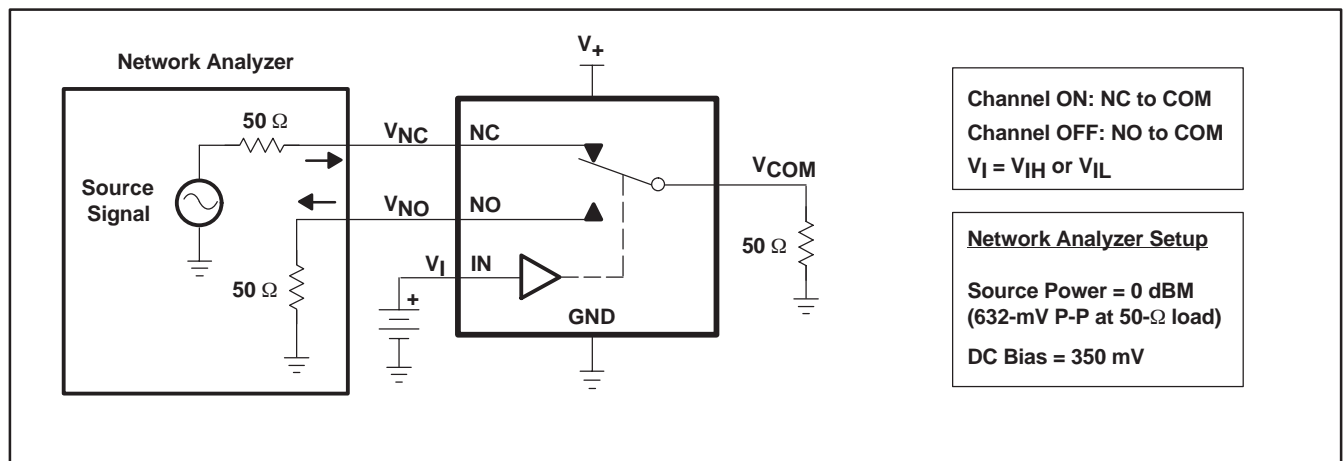 V+
Network Analyzer
50 Ω
VNC
NC
VCOM
Source
Signal
VNO
NO
50 Ω
50 Ω
VI
IN
+
GND
Channel ON: NC to COM
Channel OFF: NO to COM
VI = VIH or VIL
Network Analyzer Setup
Source Power = 0 dBM
(632-mV P-P at 50-Ω load)
DC Bias = 350 mV